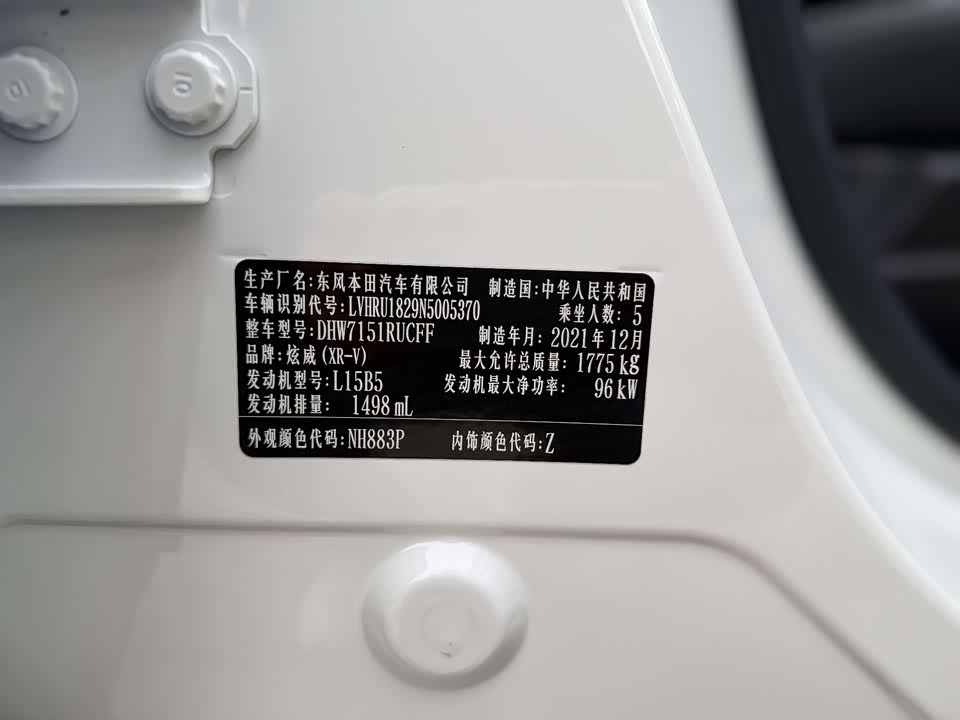 生产厂名:东风本田汽车有限公司 制造国:中华人民共和国
车辆识别代号:LVHRU1829N5005370 乘坐人数: 5
整车型号:DHW7151RUCFF 制造年月: 2021年12月
品牌:炫威(XR-V) 最大允许总质量: 1775kg
发动机型号:L15B5 发动机最大净功率: 96kW
发动机排量: 1498mL
外观颜色代码:NH883P 内饰颜色代码:Z